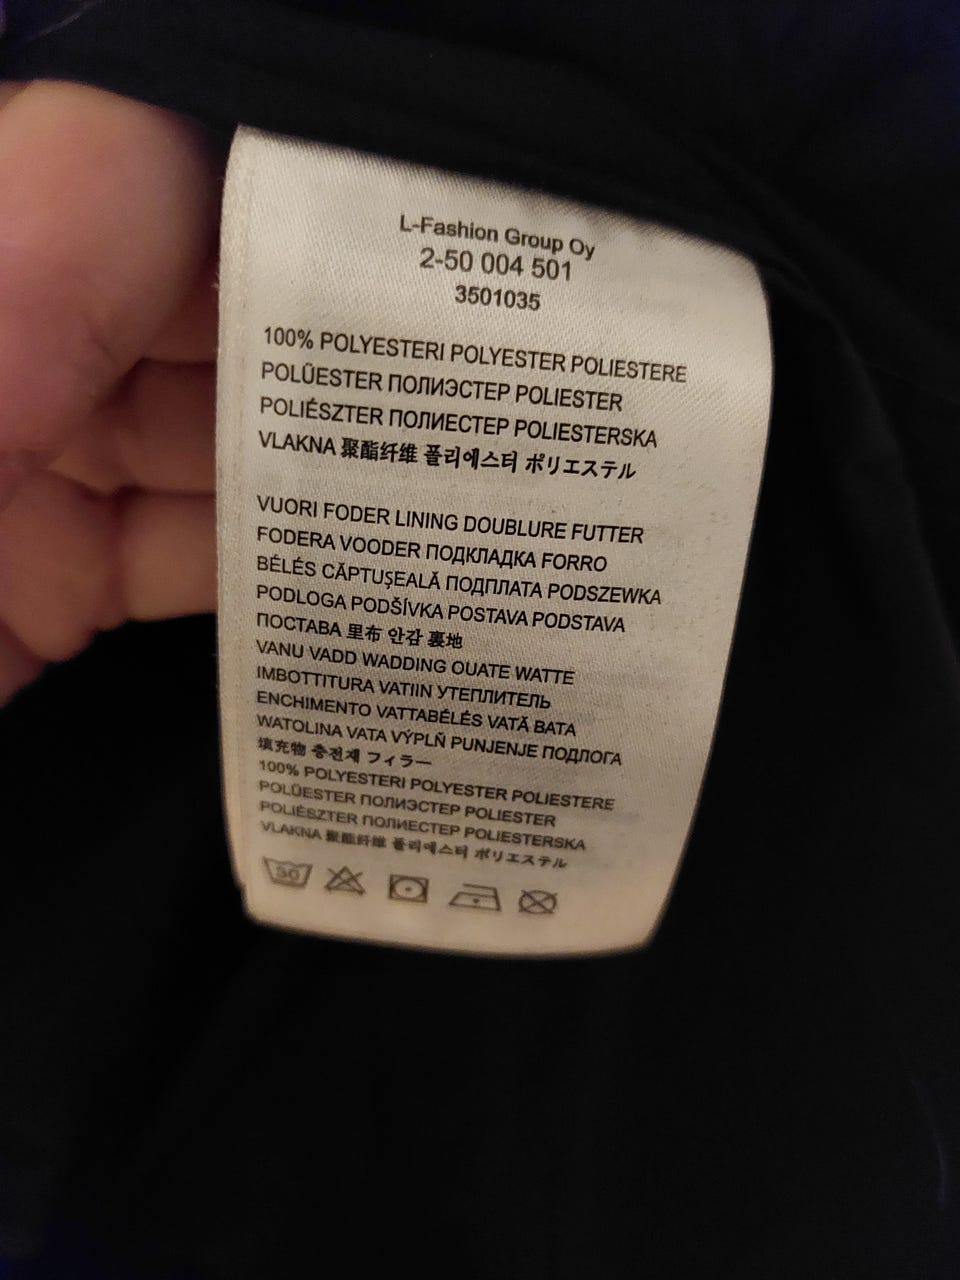 L-Fashion Group Oy
2-50 004 501
3501035
100% POLYESTERI POLYESTER POLIESTERE
POLÜESTER ПОЛИЭСТЕР POLIESTER
POLIÉSZTER ПОЛИЕСТЕР POLIESTERSKA
VLAKNA 聚酯纤维 폴리에스터 ポリエステル
VUORI FODER LINING DOUBLURE FUTTER
FODERA VOODER ПОДКЛАДКА FORRO
BÉLÉS CĂPTUŞEALĂ ПОДПЛАТА PODSZEWKA
PODLOGA PODŠÍVKA POSTAVA PODSTAVA
ПОСТАВА 里布 안감 裏地
VANU VADD WADDING OUATE WATTE
IMBOTTITURA VATIIN УТЕПЛИТЕЛЬ
ENCHIMENTO VATTABÉLÉS VATĂ BATA
WATOLINA VATA VÝPLŇ PUNJENJE ПОДЛОГА
填充物 충전재 フィラー
100% POLYESTERI POLYESTER POLIESTERE
POLÜESTER ПОЛИЭСТЕР POLIESTER
POLIÉSZTER ПОЛИЕСТЕР POLIESTERSKA
VLAKNA 聚酯纤维 폴리에스터 ポリエステル
30